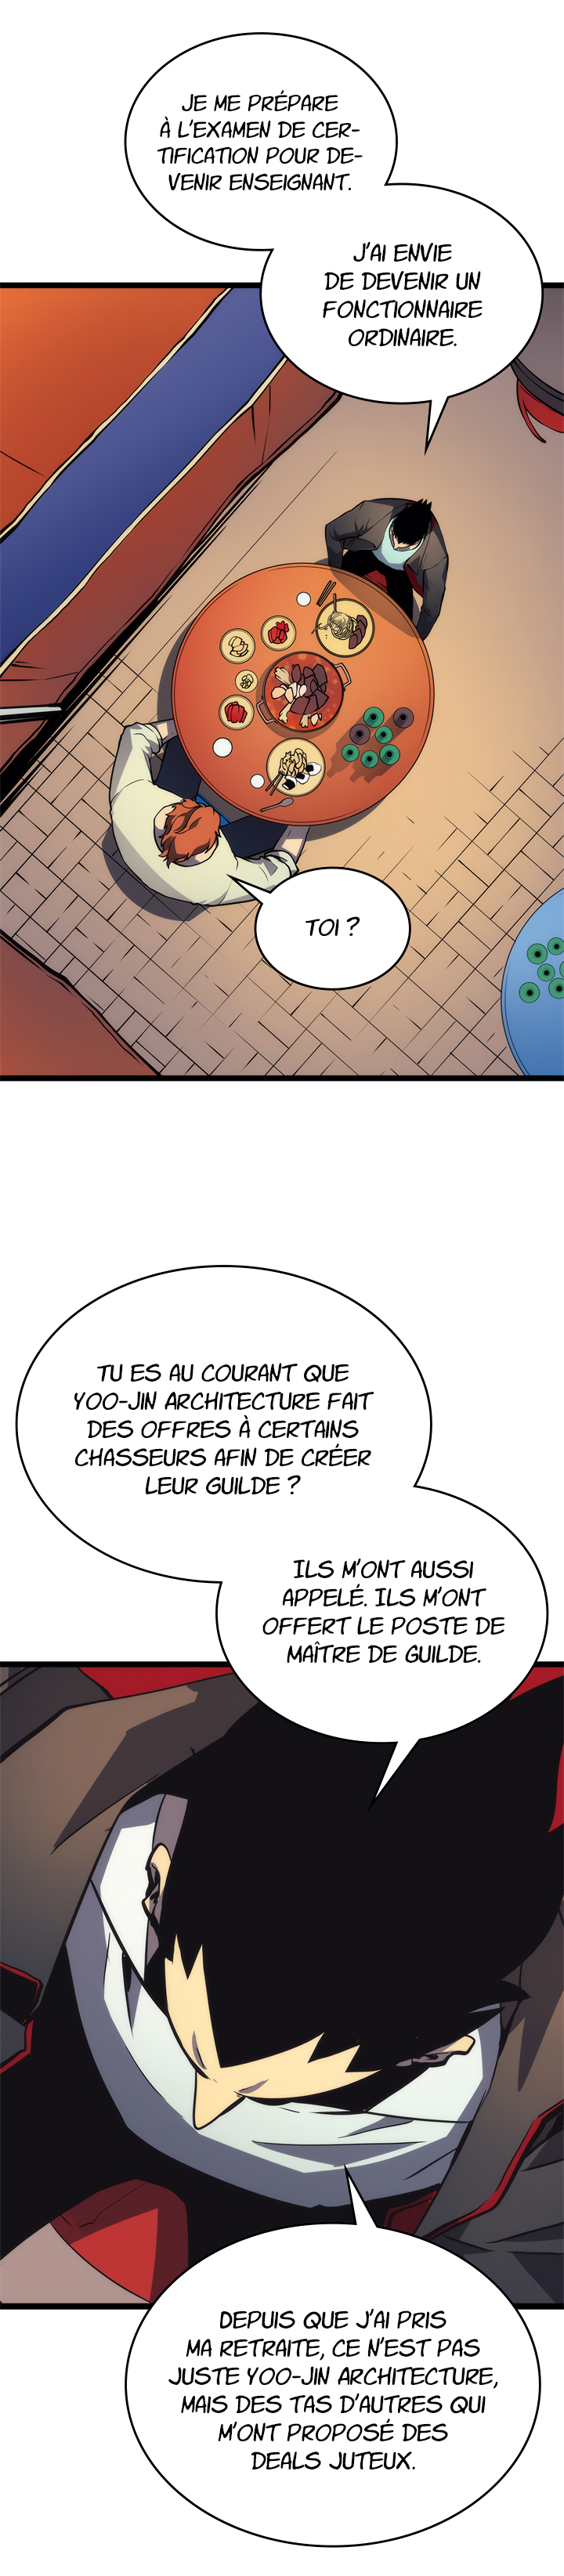 JE ME PRÉPARE
À L'EXAMEN DE CER-
TIFICATION POUR DE-
VENIR ENSEIGNANT.
J'AI ENVIE
DE DEVENIR UN
FONCTIONNAIRE
ORDINAIRE.
TOI ?
TU ES AU COURANT QUE
YOO-JIN ARCHITECTURE FAIT
DES OFFRES À CERTAINS
CHASSEURS AFIN DE CRÉER
LEUR GUILDE ?
ILS M'ONT AUSSI
APPELÉ. ILS M'ONT
OFFERT LE POSTE DE
MAÎTRE DE GUILDE.
DEPUIS QUE J'AI PRIS
MA RETRAITE, CE N'EST PAS
JUSTE YOO-JIN ARCHITECTURE,
MAIS DES TAS D'AUTRES QUI
M'ONT PROPOSÉ DES
DEALS JUTEUX.